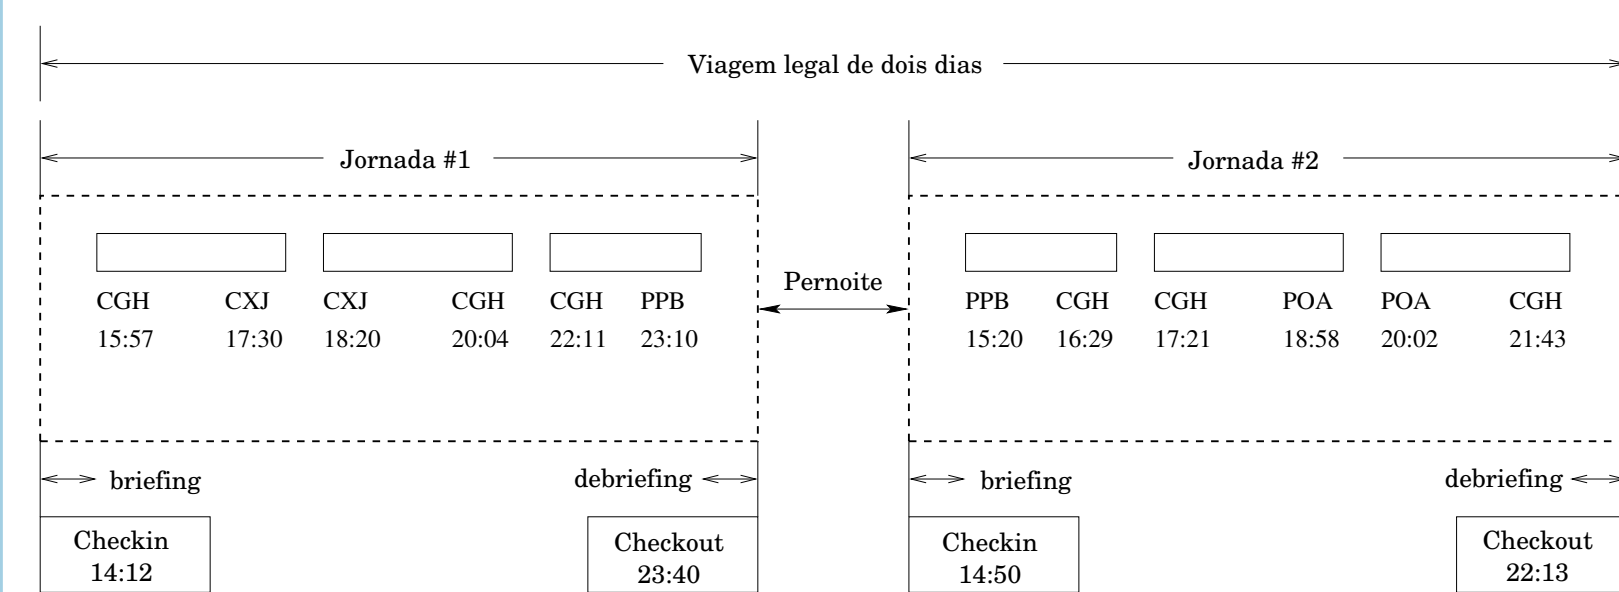 Viagem legal de dois dias
Jornada #1 Jornada #2
Pernoite
CGH CXJ CXJ CGH CGH PPB PPB CGH CGH POA POA CGH
15:57 17:30 18:20 20:04 22:11 23:10 15:20 16:29 17:21 18:58 20:02 21:43
briefing debriefing briefing debriefing
Checkin Checkout Checkin Checkout
14:12 23:40 14:50 22:13